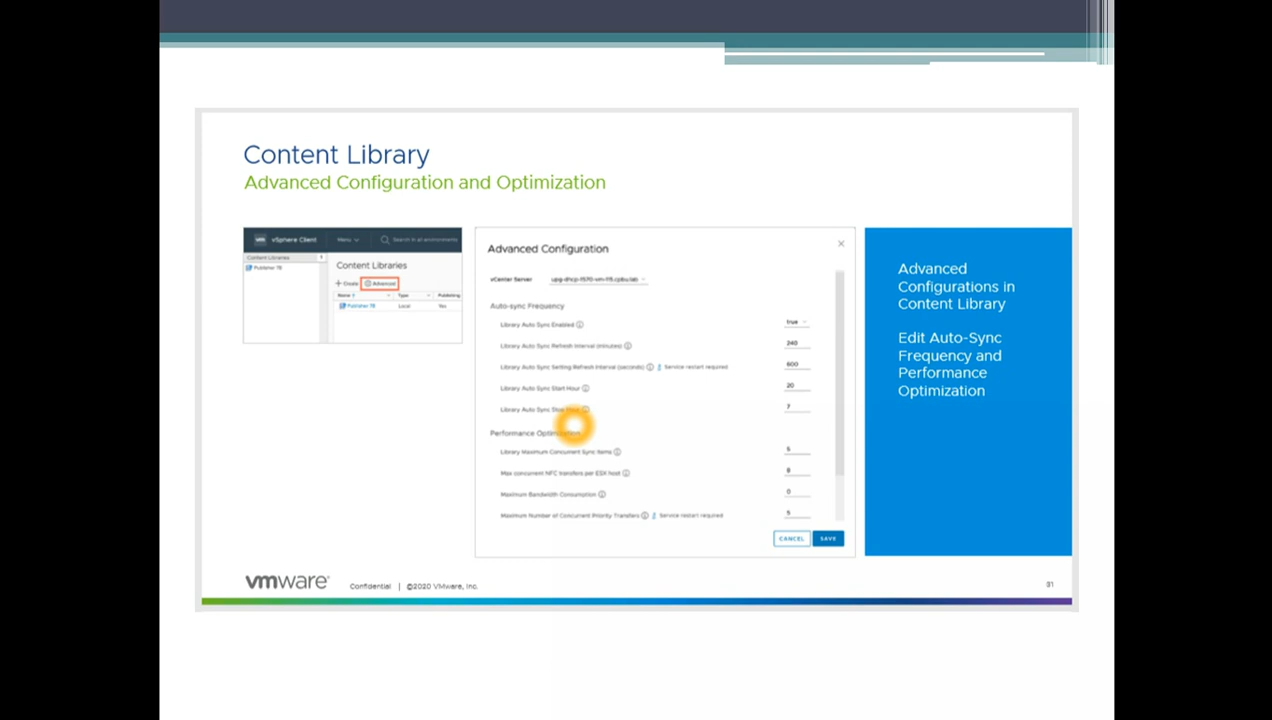 Content Library
Advanced Configuration and Optimization
vm vSphere Client Menu Search in all environments
Content Libraries
Publisher 7B
Content Libraries
+ Create Advanced
Name Type Publishing
Publisher 7B Local Yes
Advanced Configuration
vCenter Server
Auto-sync Frequency
Library Auto Sync Enabled true
Library Auto Sync Refresh Interval (minutes) 240
Library Auto Sync Setting Refresh Interval (seconds) Service restart required 600
Library Auto Sync Start Hour 20
Library Auto Sync Stop 7
Performance Optimization
Library Maximum Concurrent Sync Items 5
Max concurrent NFC transfers per ESX host 8
Maximum Bandwidth Consumption 0
Maximum Number of Concurrent Priority Transfers Service restart required 5
CANCEL SAVE
Advanced
Configurations in
Content Library
Edit Auto-Sync
Frequency and
Performance
Optimization
vmware Confidential | ©2020 VMware, Inc. 31